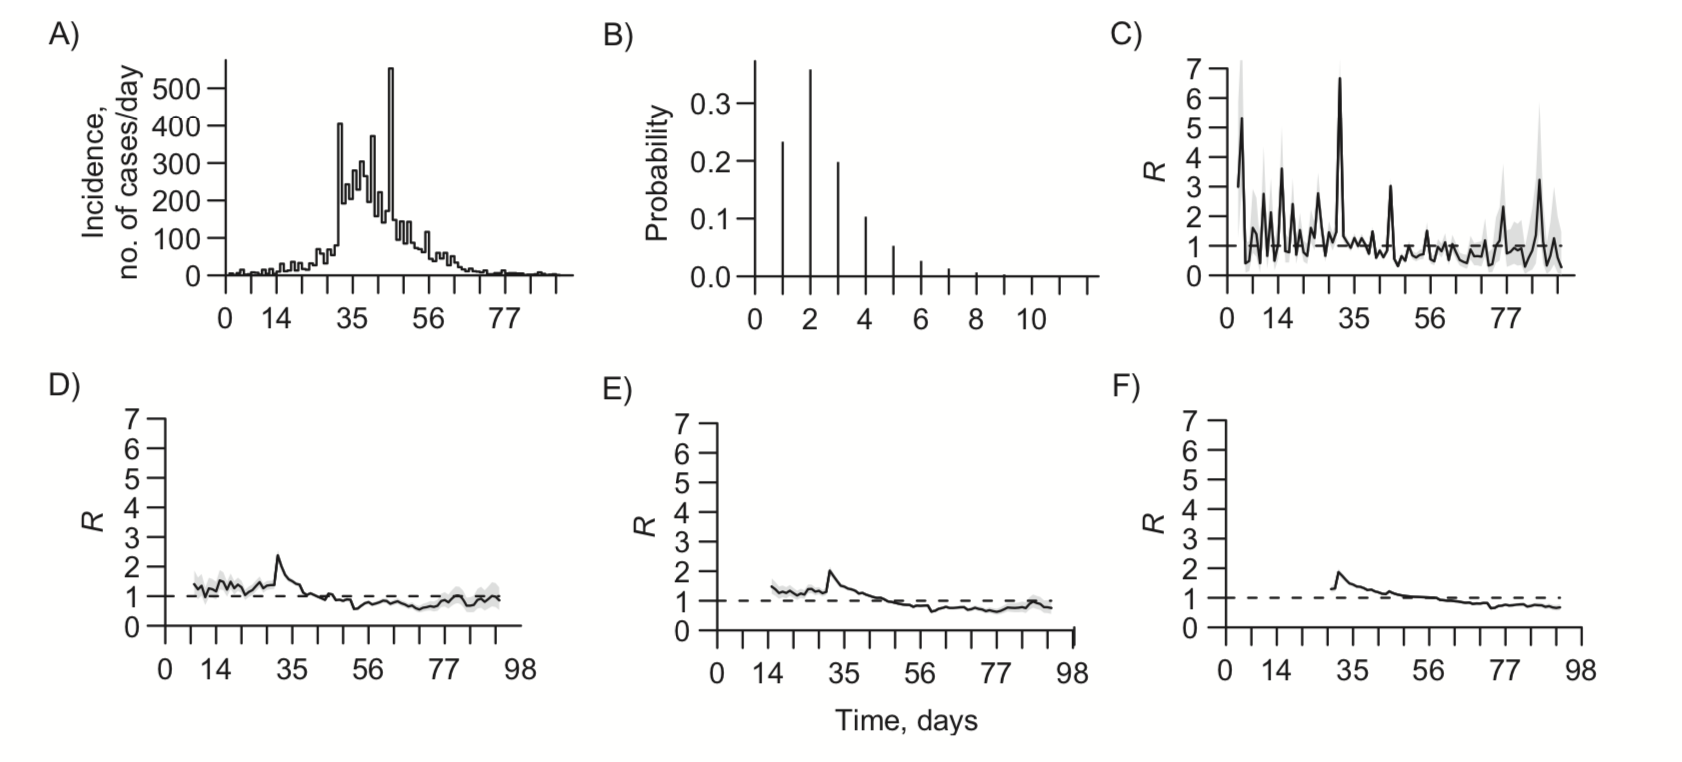 A)
Incidence,
no. of cases/day
500
400
300
200
100
0
0 14 35 56 77
B)
Probability
0.3
0.2
0.1
0.0
0 2 4 6 8 10
C)
R
7
6
5
4
3
2
1
0
0 14 35 56 77
D)
R
7
6
5
4
3
2
1
0
0 14 35 56 77 98
E)
R
7
6
5
4
3
2
1
0
0 14 35 56 77 98
F)
R
7
6
5
4
3
2
1
0
0 14 35 56 77 98
Time, days